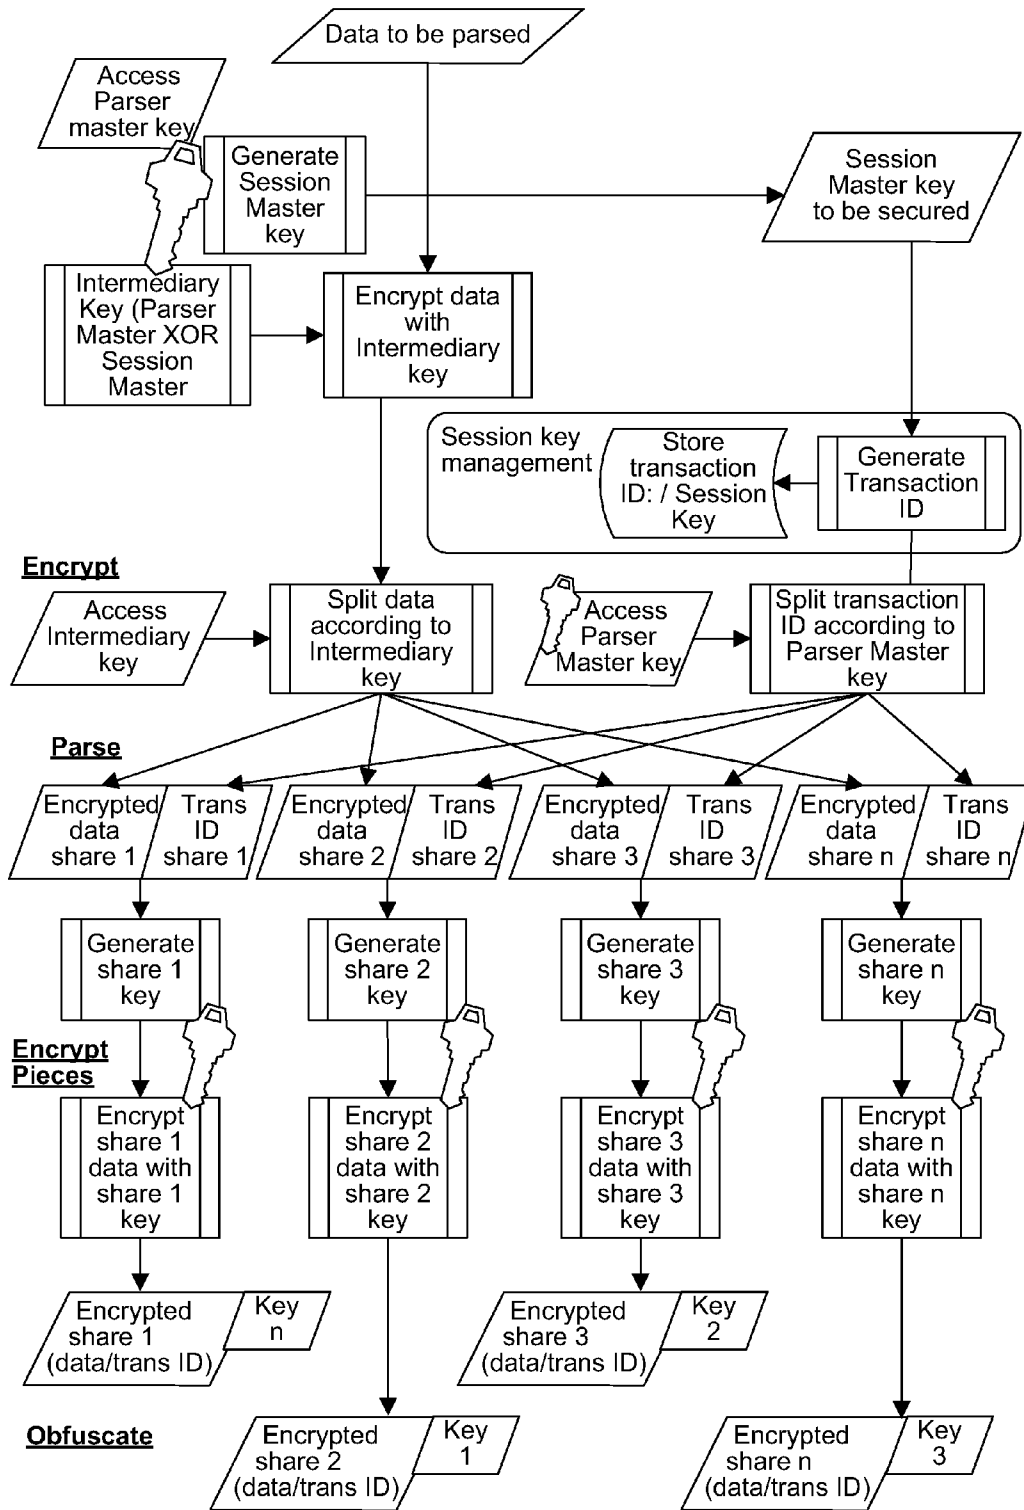 Data to be parsed
Access
Parser
master key
Generate
Session
Master
key
Session
Master key
to be secured
Intermediary
Key (Parser
Master XOR
Session
Master
Encrypt data
with
Intermediary
key
Session key
management
Store
transaction
ID: / Session
Key
Generate
Transaction
ID
Encrypt
Access
Intermediary
key
Split data
according to
Intermediary
key
Access
Parser
Master key
Split transaction
ID according to
Parser Master
key
Parse
Encrypted
data
share 1
Trans
ID
share 1
Encrypted
data
share 2
Trans
ID
share 2
Encrypted
data
share 3
Trans
ID
share 3
Encrypted
data
share n
Trans
ID
share n
Generate
share 1
key
Generate
share 2
key
Generate
share 3
key
Generate
share n
key
Encrypt
Pieces
Encrypt
share 1
data with
share 1
key
Encrypt
share 2
data with
share 2
key
Encrypt
share 3
data with
share 3
key
Encrypt
share n
data with
share n
key
Encrypted
share 1
(data/trans ID)
Key
n
Encrypted
share 3
(data/trans ID)
Key
2
Obfuscate
Encrypted
share 2
(data/trans ID)
Key
1
Encrypted
share n
(data/trans ID)
Key
3